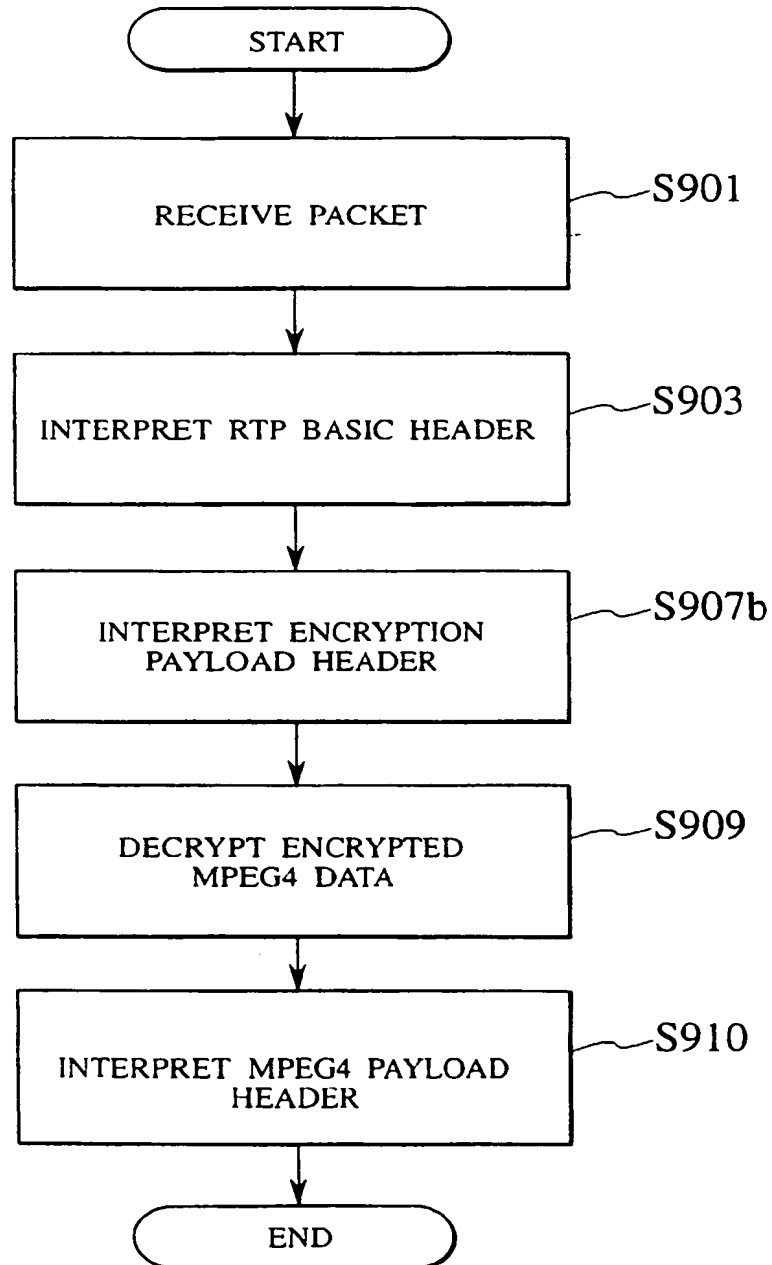 START
RECEIVE PACKET
S901
INTERPRET RTP BASIC HEADER
S903
INTERPRET ENCRYPTION
PAYLOAD HEADER
S907b
DECRYPT ENCRYPTED
MPEG4 DATA
S909
INTERPRET MPEG4 PAYLOAD
HEADER
S910
END